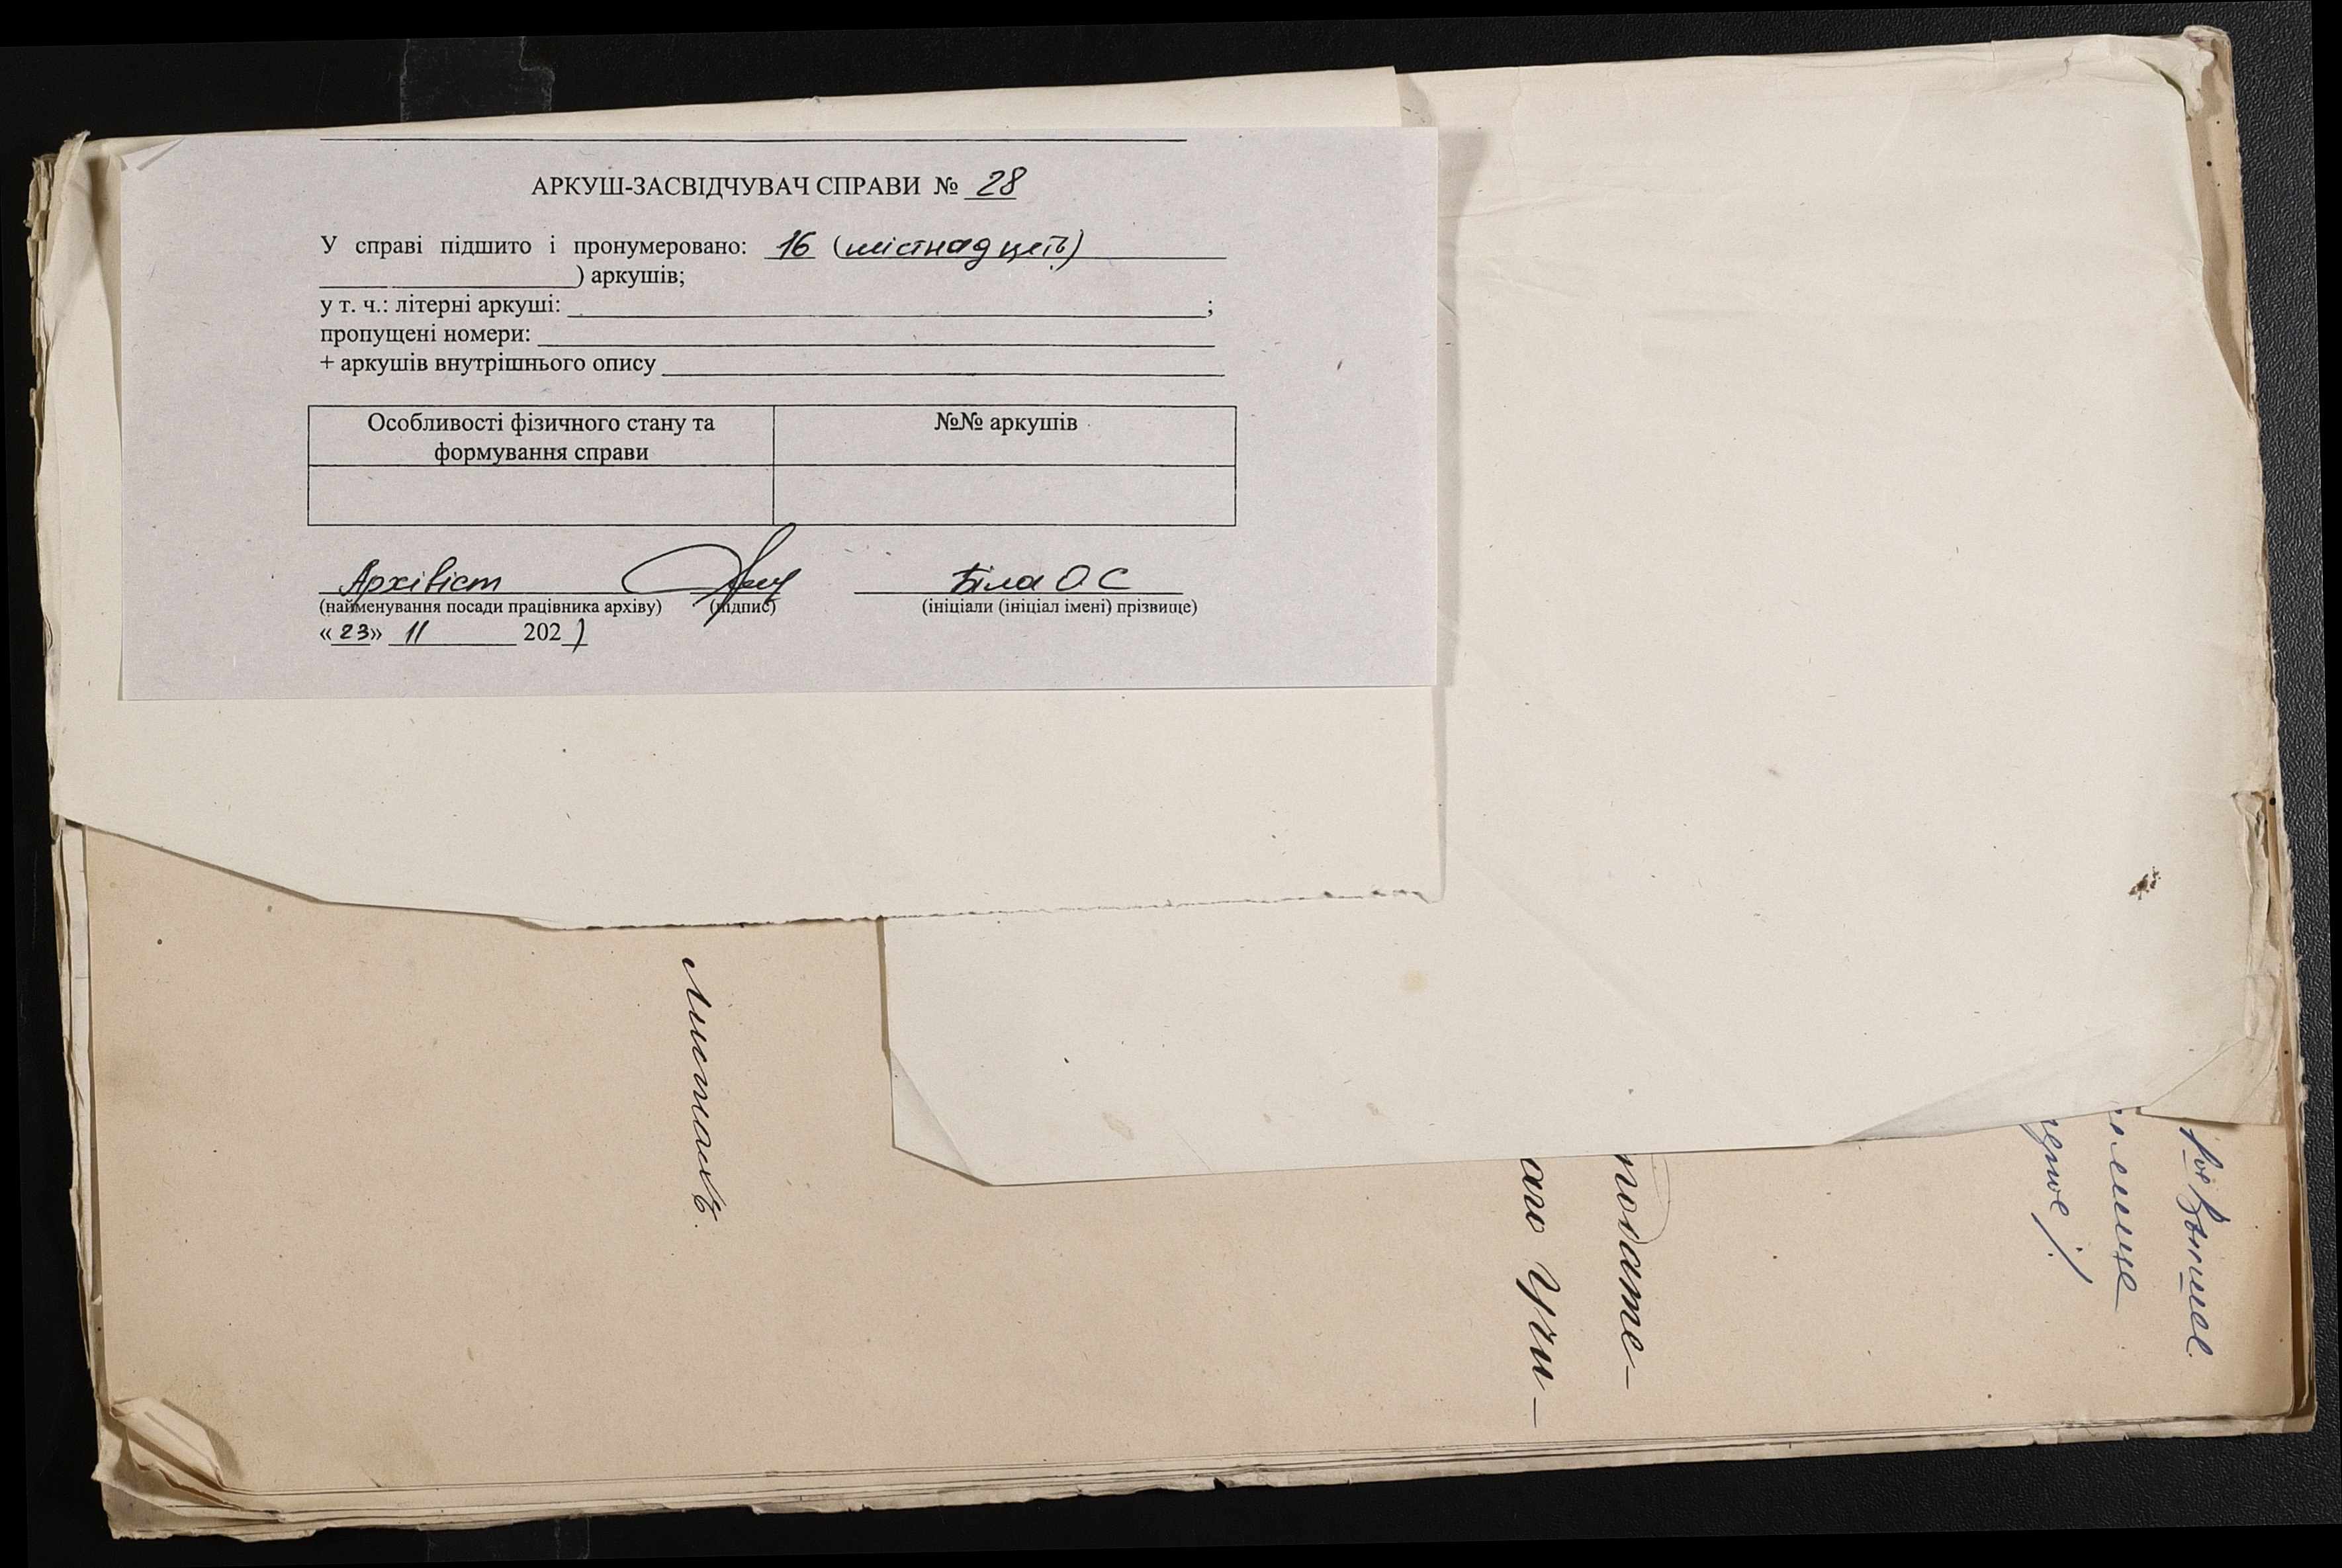 АРКУШ-ЗАСВІДЧУВАЧ СПРАВИ № 28
У справі підшито і пронумеровано: 16 (шістнадцять)
) аркушів;
у т. ч.: літерні аркуші: ;
пропущені номери:
+ аркушів внутрішнього опису
Особливості фізичного стану та формування справи
№№ аркушів
Архівіст Біла О С
(найменування посади працівника архіву) (підпис) (ініціали (ініціал імені) прізвище)
«23» 11 2021
аго Учи-